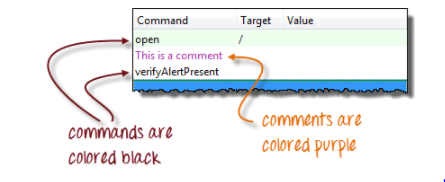 Command Target Value
open /
This is a comment
verifyAlertPresent
commands are
colored black
comments are
colored purple